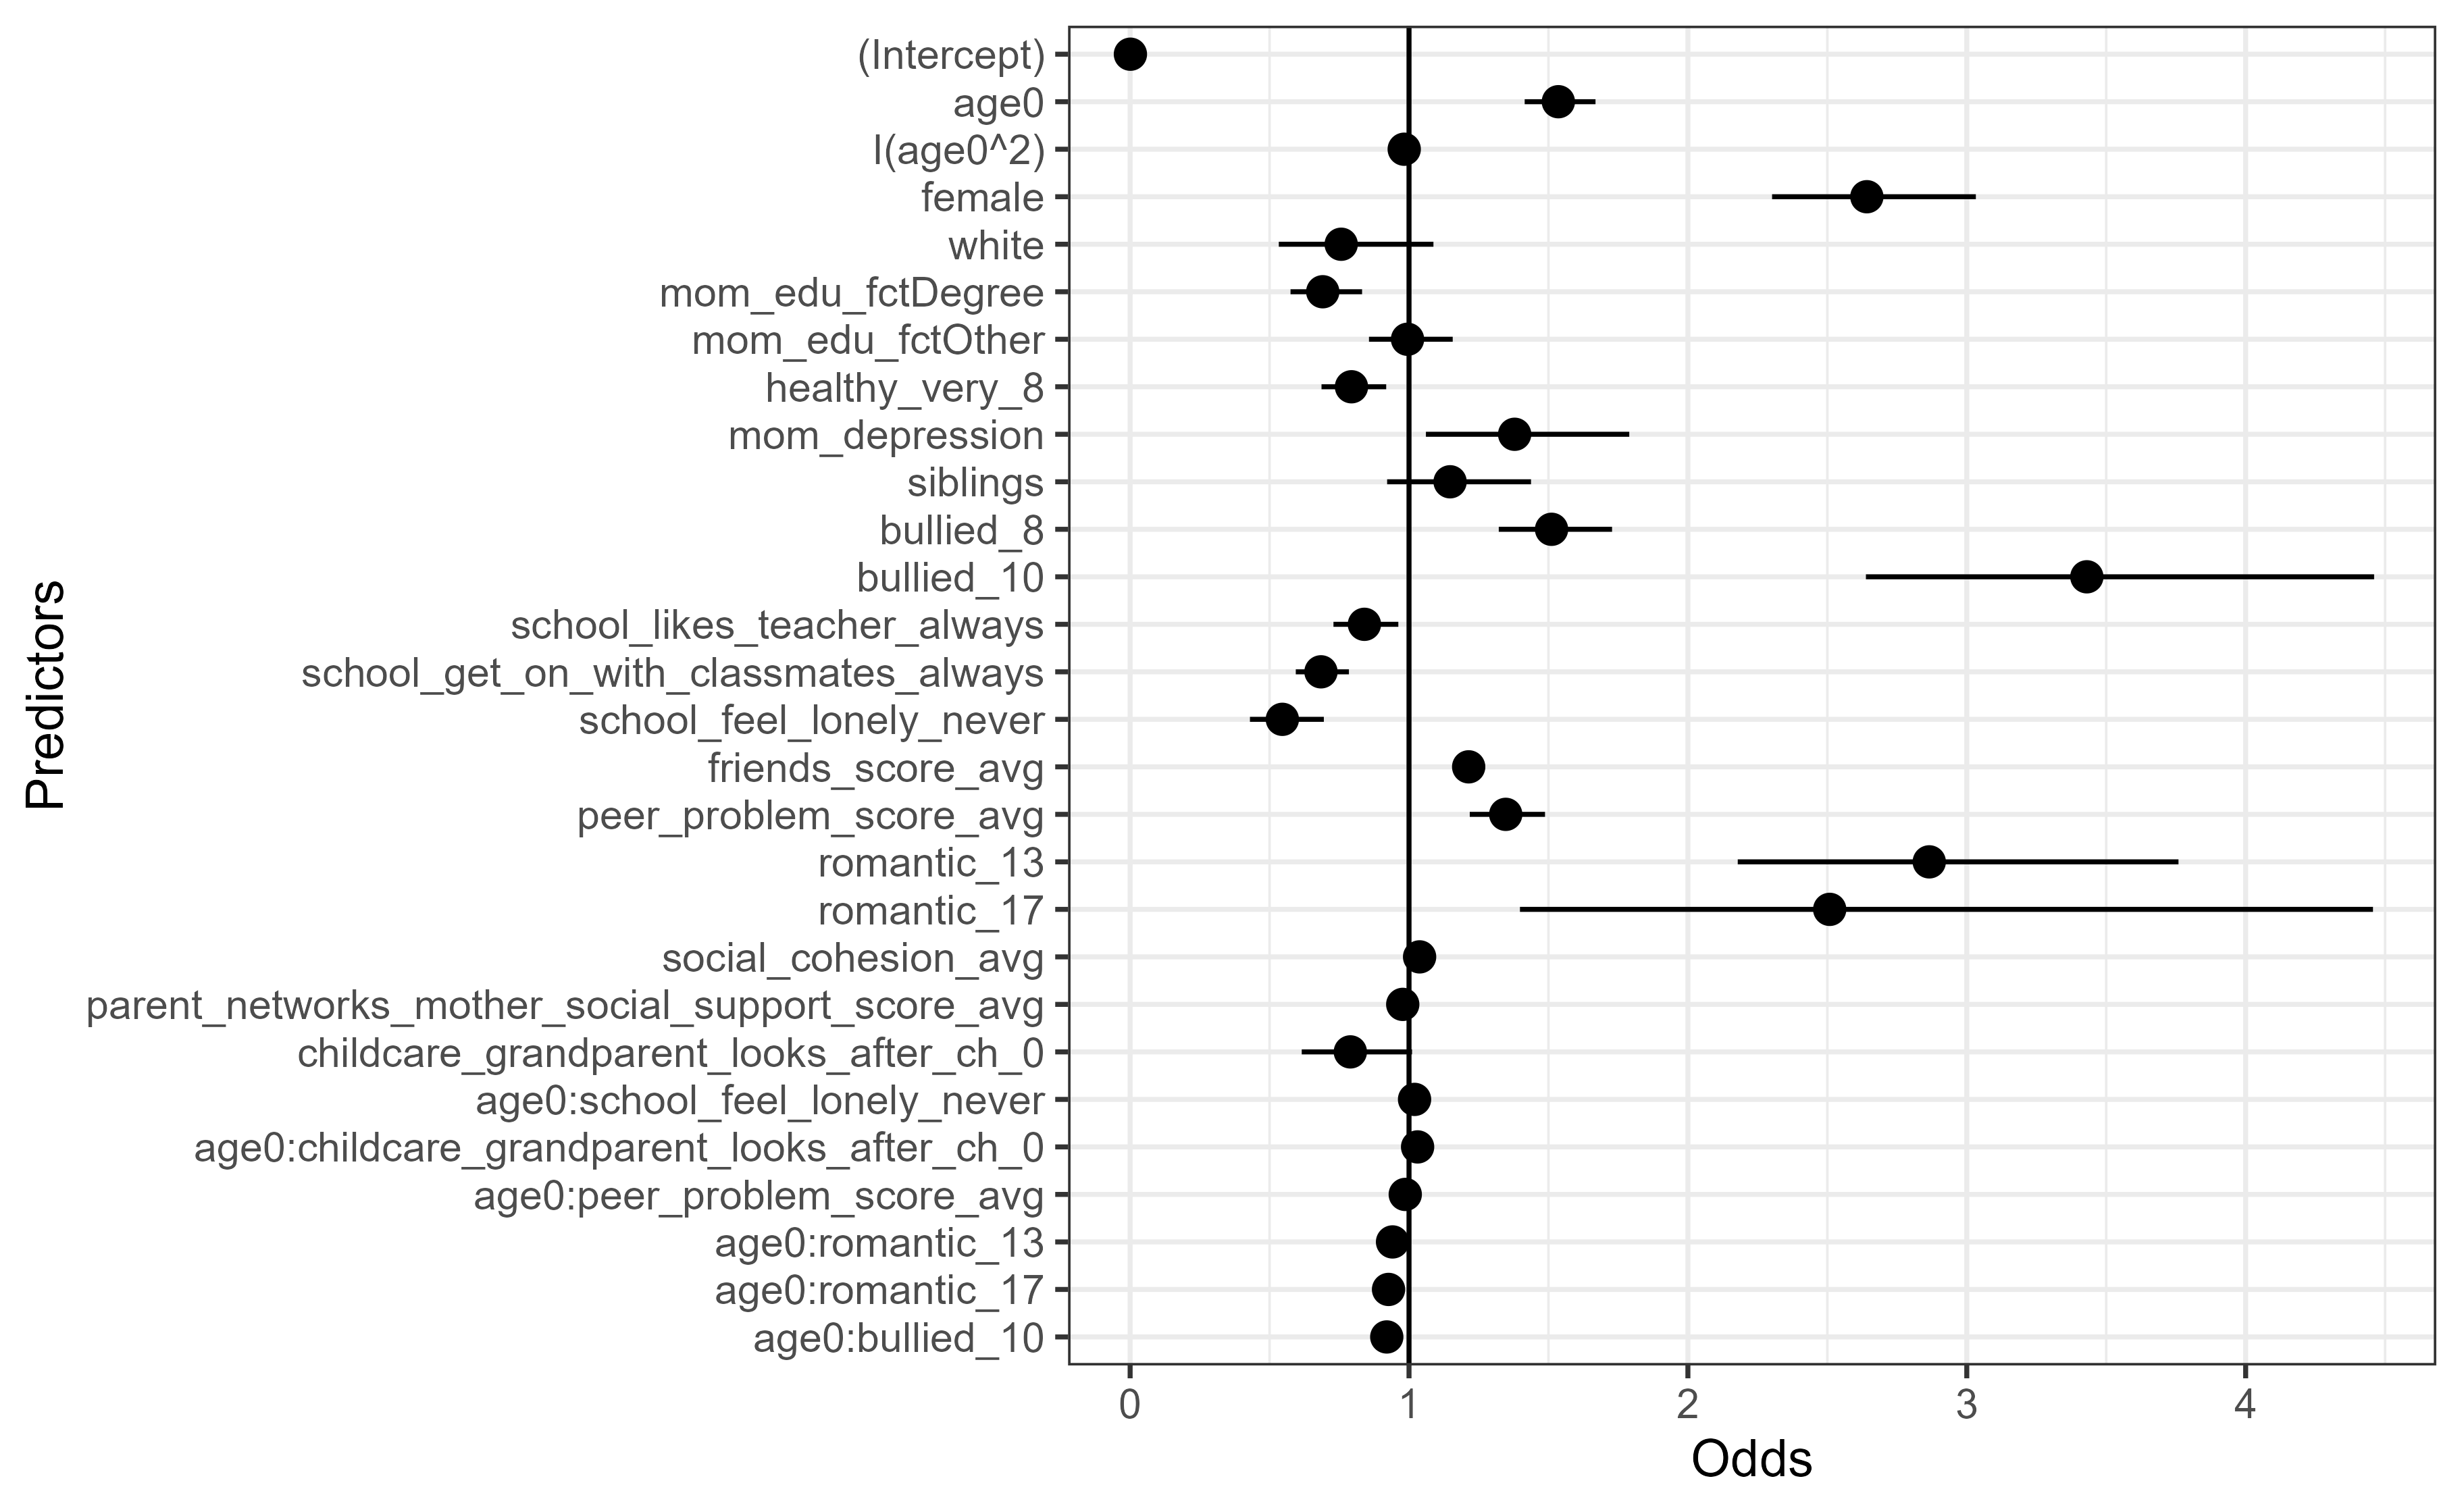 (Intercept)
age0
I(age0^2)
female
white
mom_edu_fctDegree
mom_edu_fctOther
healthy_very_8
mom_depression
siblings
bullied_8
bullied_10
school_likes_teacher_always
school_get_on_with_classmates_always
school_feel_lonely_never
friends_score_avg
peer_problem_score_avg
romantic_13
romantic_17
social_cohesion_avg
parent_networks_mother_social_support_score_avg
childcare_grandparent_looks_after_ch_0
age0:school_feel_lonely_never
age0:childcare_grandparent_looks_after_ch_0
age0:peer_problem_score_avg
age0:romantic_13
age0:romantic_17
age0:bullied_10
Predictors
0 1 2 3 4
Odds